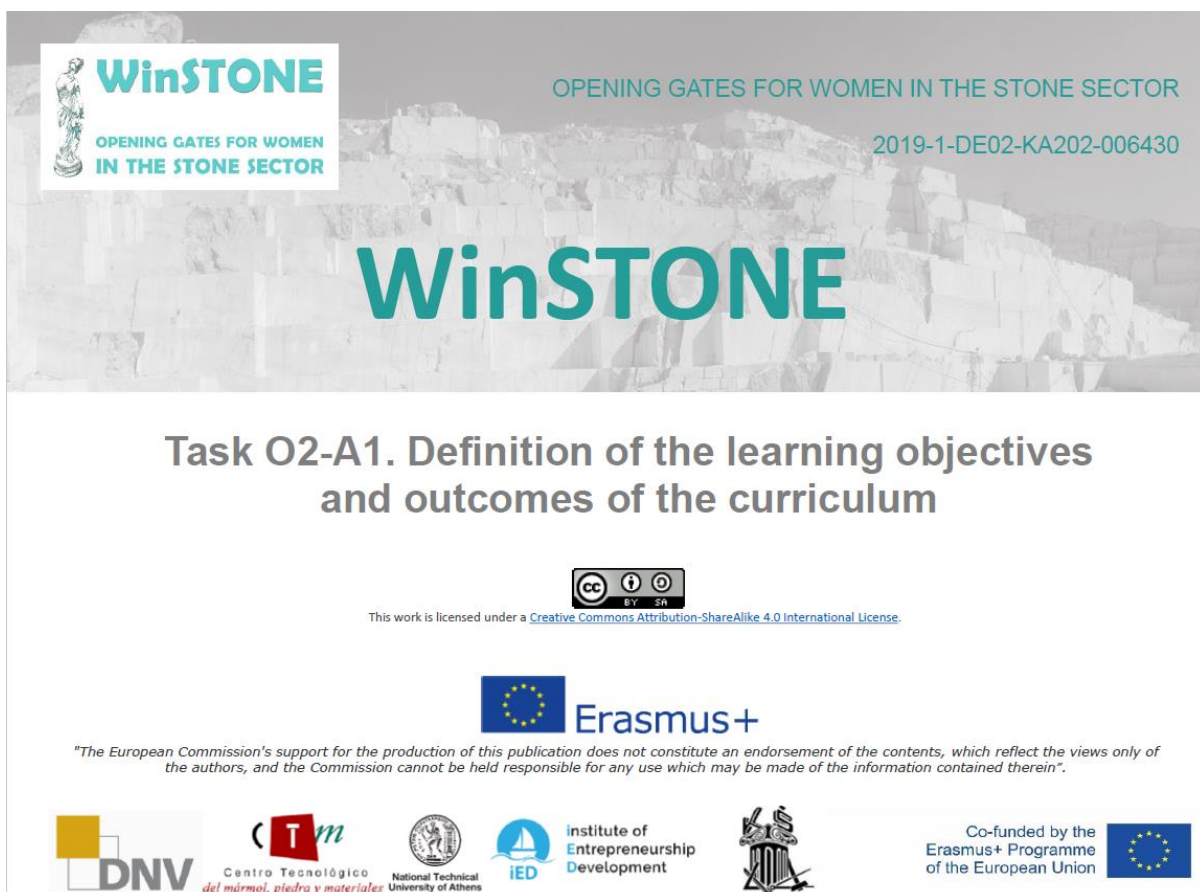 WinSTONE
OPENING GATES FOR WOMEN
IN THE STONE SECTOR
OPENING GATES FOR WOMEN IN THE STONE SECTOR
2019-1-DE02-KA202-006430
WinSTONE
Task O2-A1. Definition of the learning objectives
and outcomes of the curriculum
cc
BY SA
This work is licensed under a Creative Commons Attribution-ShareAlike 4.0 International License.
Erasmus+
"The European Commission's support for the production of this publication does not constitute an endorsement of the contents, which reflect the views only of
the authors, and the Commission cannot be held responsible for any use which may be made of the information contained therein".
DNV
CTm
Centro Tecnológico
del mármol, piedra y materiales
National Technical
University of Athens
iED
institute of
Entrepreneurship
Development
Co-funded by the
Erasmus+ Programme
of the European Union